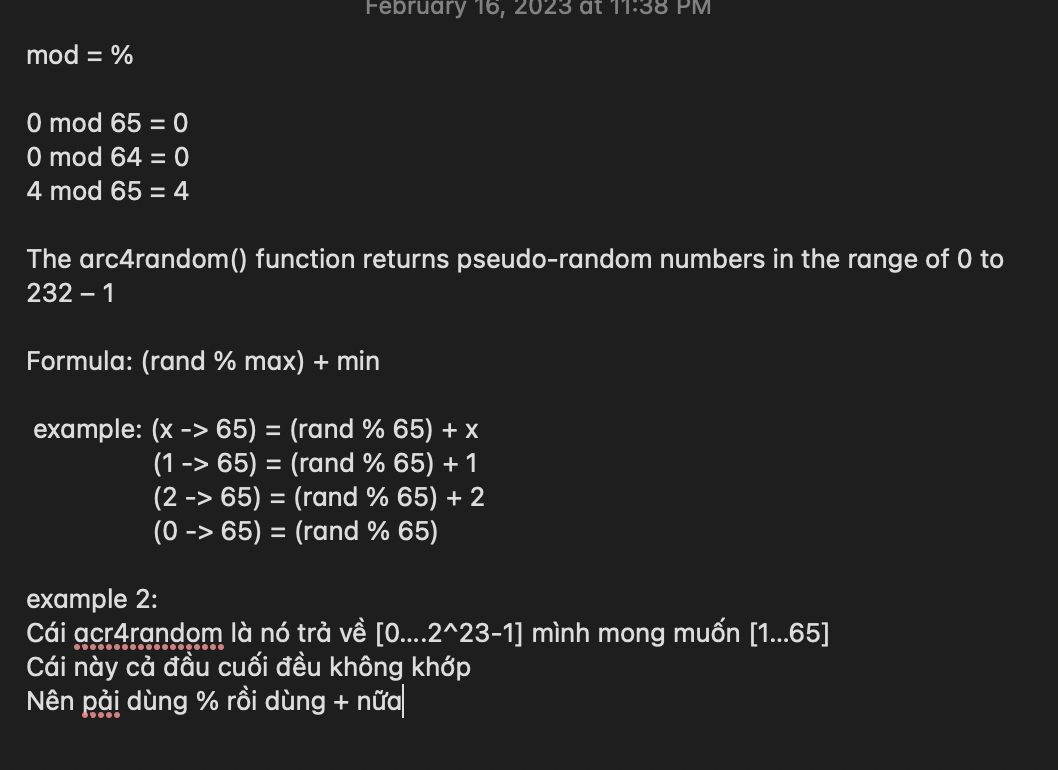 February 16, 2023 at 11:38 PM
mod = %
0 mod 65 = 0
0 mod 64 = 0
4 mod 65 = 4
The arc4random() function returns pseudo-random numbers in the range of 0 to
232 – 1
Formula: (rand % max) + min
example: (x -> 65) = (rand % 65) + x
(1 -> 65) = (rand % 65) + 1
(2 -> 65) = (rand % 65) + 2
(0 -> 65) = (rand % 65)
example 2:
Cái acr4random là nó trả về [0....2^23-1] mình mong muốn [1...65]
Cái này cả đầu cuối đều không khớp
Nên pải dùng % rồi dùng + nữa